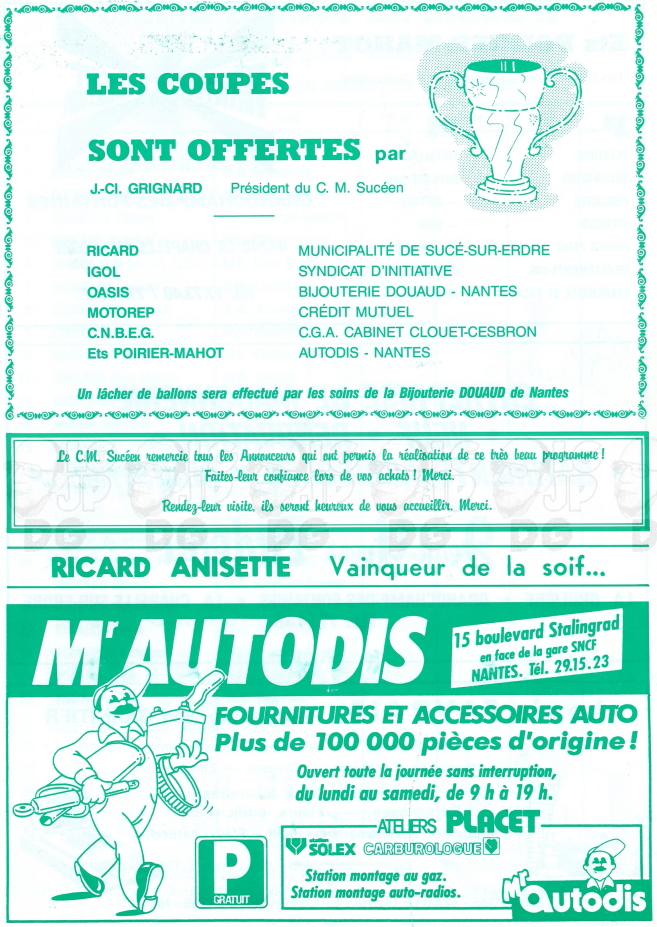 LES COUPES
SONT OFFERTES par
J.-Cl. GRIGNARD Président du C. M. Sucéen
RICARD MUNICIPALITÉ DE SUCÉ-SUR-ERDRE
IGOL SYNDICAT D'INITIATIVE
OASIS BIJOUTERIE DOUAUD - NANTES
MOTOREP CRÉDIT MUTUEL
C.N.B.E.G. C.G.A. CABINET CLOUET-CESBRON
Ets POIRIER-MAHOT AUTODIS - NANTES
Un lâcher de ballons sera effectué par les soins de la Bijouterie DOUAUD de Nantes
Le C.M. Sucéen remercie tous les Annonceurs qui ont permis la réalisation de ce très beau programme !
Faites-leur confiance lors de vos achats ! Merci.
Rendez-leur visite, ils seront heureux de vous accueillir. Merci.
RICARD ANISETTE Vainqueur de la soif...
Mr AUTODIS
15 boulevard Stalingrad
en face de la gare SNCF
NANTES. Tél. 29.15.23
FOURNITURES ET ACCESSOIRES AUTO
Plus de 100 000 pièces d'origine !
Ouvert toute la journée sans interruption,
du lundi au samedi, de 9 h à 19 h.
ATELIERS PLACET
station SOLEX CARBUROLOGUE
Station montage au gaz.
Station montage auto-radios.
P
GRATUIT
Mr autodis